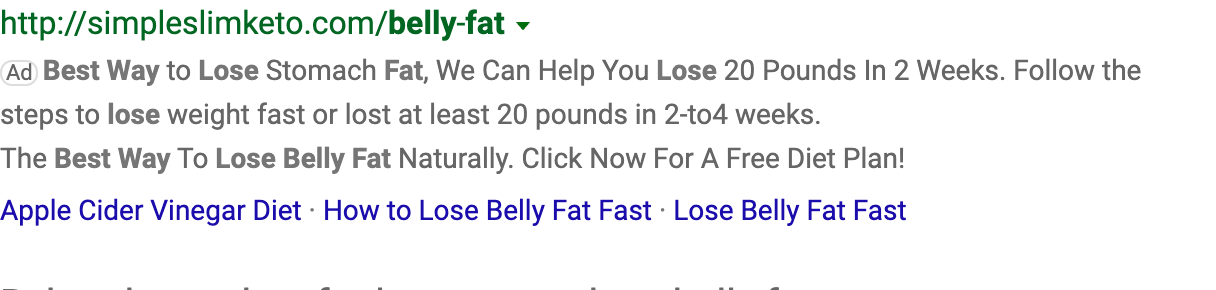 http://simpleslimketo.com/belly-fat
Ad Best Way to Lose Stomach Fat, We Can Help You Lose 20 Pounds In 2 Weeks. Follow the
steps to lose weight fast or lost at least 20 pounds in 2-to4 weeks.
The Best Way To Lose Belly Fat Naturally. Click Now For A Free Diet Plan!
Apple Cider Vinegar Diet · How to Lose Belly Fat Fast · Lose Belly Fat Fast